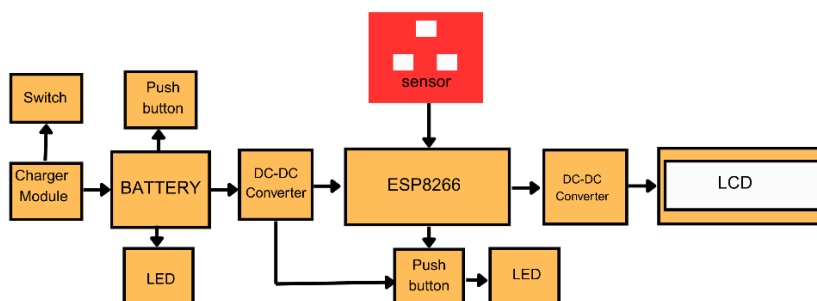 sensor
Switch
Push
button
Charger
Module
BATTERY
DC-DC
Converter
ESP8266
DC-DC
Converter
LCD
LED
Push
button
LED